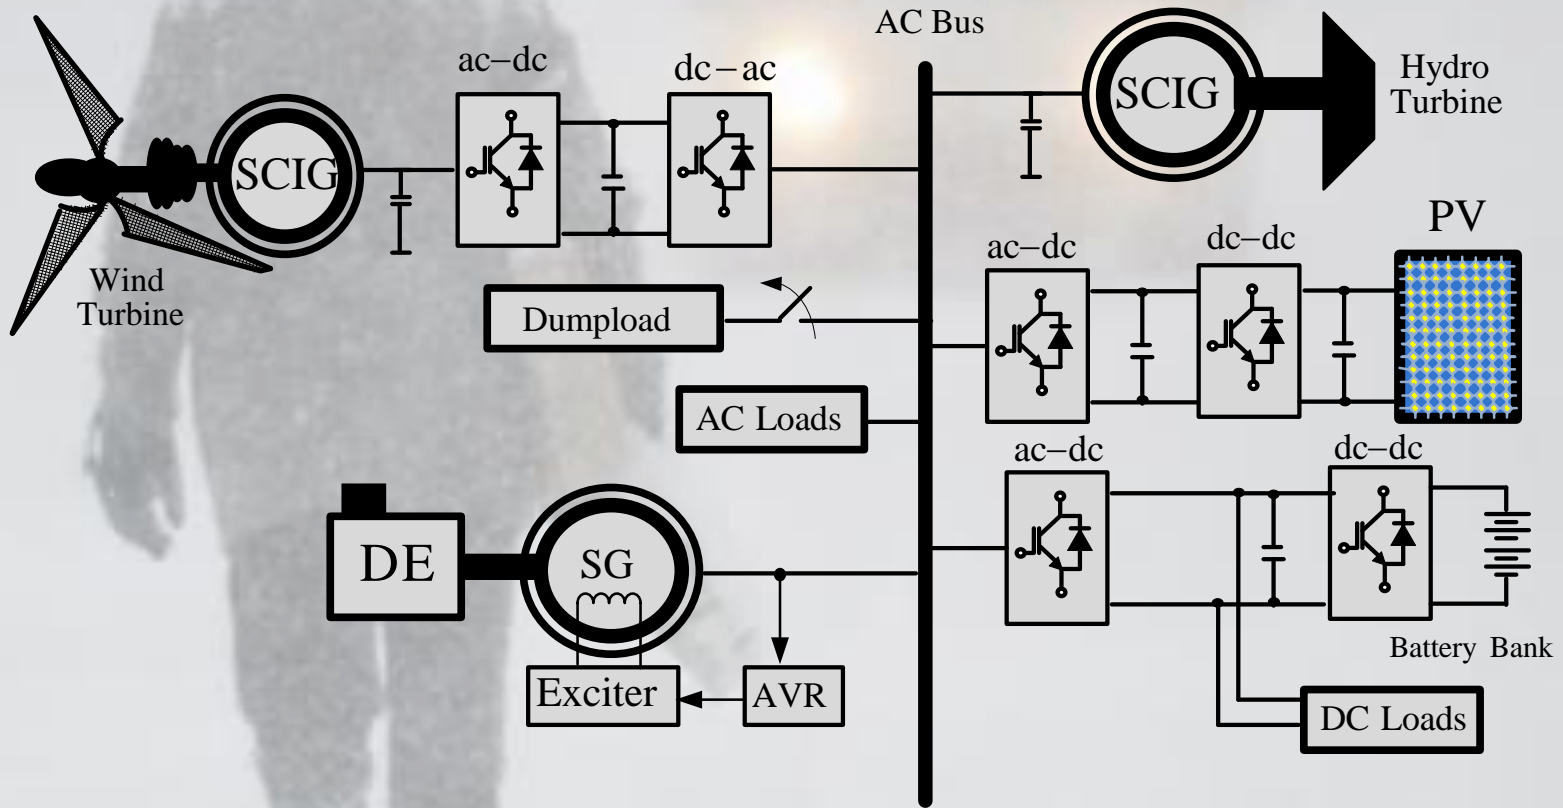 AC Bus
ac–dc
dc–ac
SCIG
SCIG
Hydro
Turbine
Wind
Turbine
PV
ac–dc
dc–dc
Dumpload
AC Loads
ac–dc
dc–dc
DE
SG
Exciter
AVR
Battery Bank
DC Loads